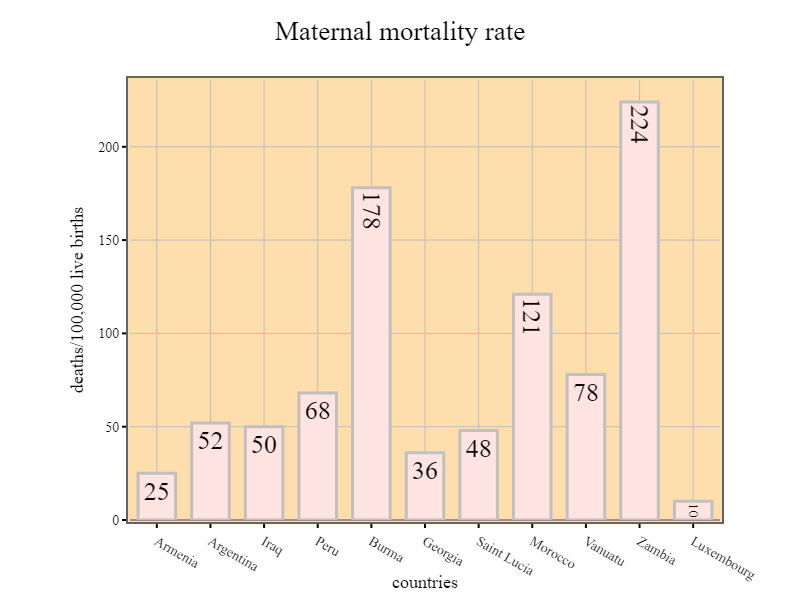 Maternal mortality rate
deaths/100,000 live births
200
150
100
50
0
25
52
50
68
178
36
48
121
78
224
10
Armenia
Argentina
Iraq
Peru
Burma
Georgia
Saint Lucia
Morocco
Vanuatu
Zambia
Luxembourg
countries